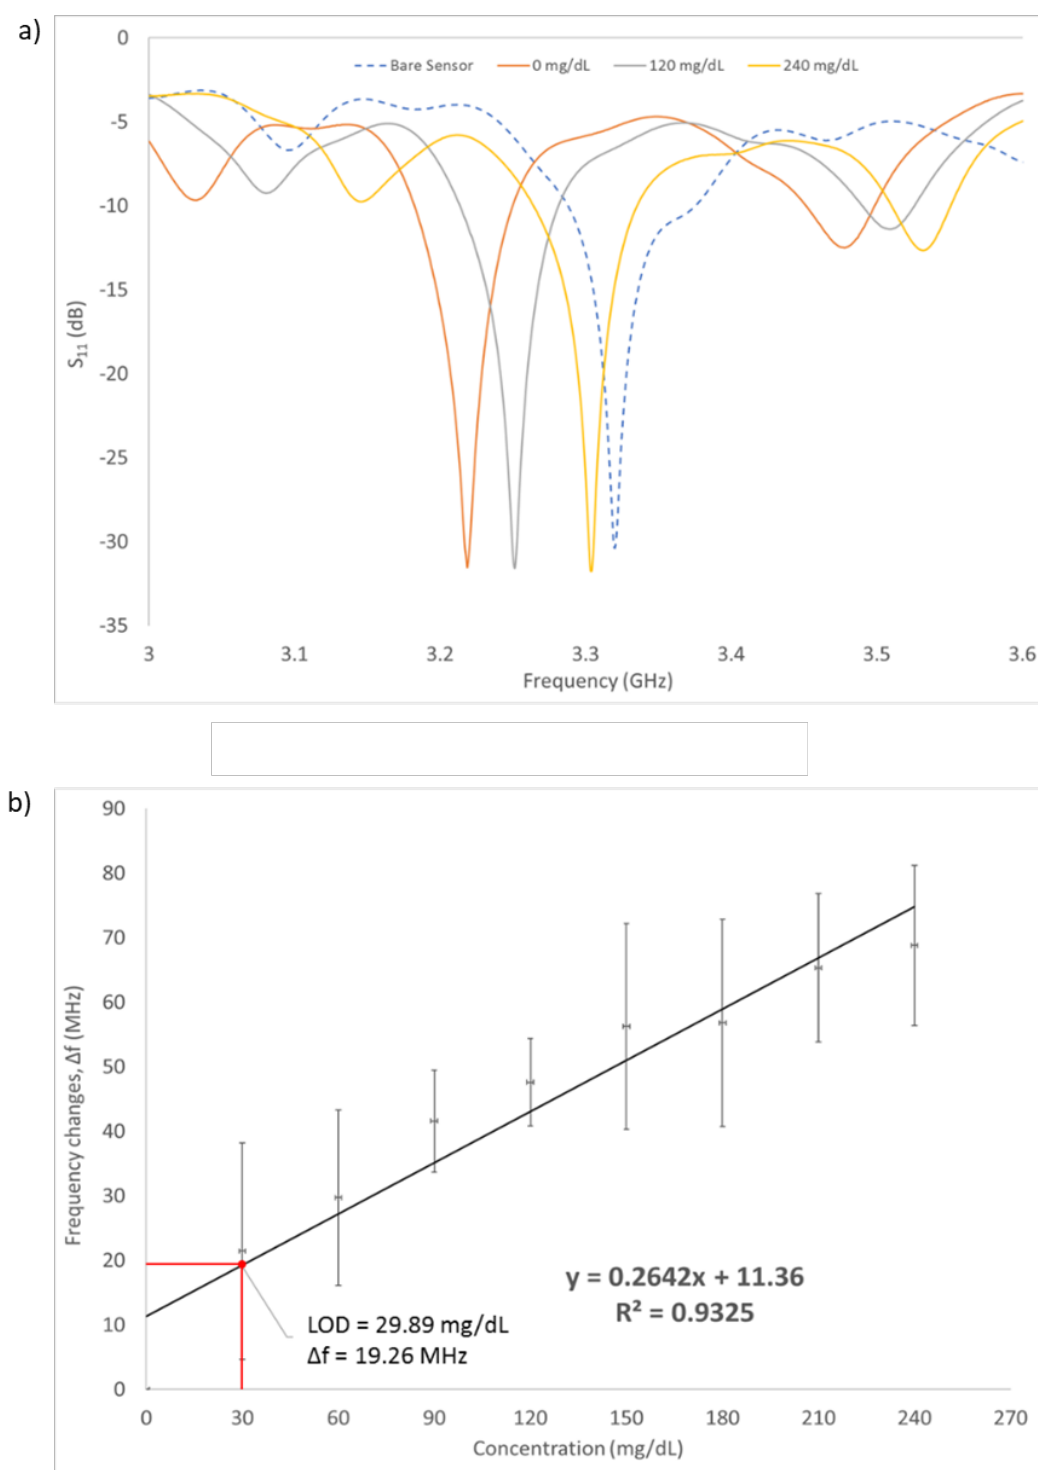 a)
0
Bare Sensor 0 mg/dL 120 mg/dL 240 mg/dL
-5
-10
-15
-20
-25
-30
-35
S11 (dB)
3 3.1 3.2 3.3 3.4 3.5 3.6
Frequency (GHz)
b)
90
80
70
60
50
40
30
20
10
0
Frequency changes, Δf (MHz)
y = 0.2642x + 11.36
R² = 0.9325
LOD = 29.89 mg/dL
Δf = 19.26 MHz
0 30 60 90 120 150 180 210 240 270
Concentration (mg/dL)